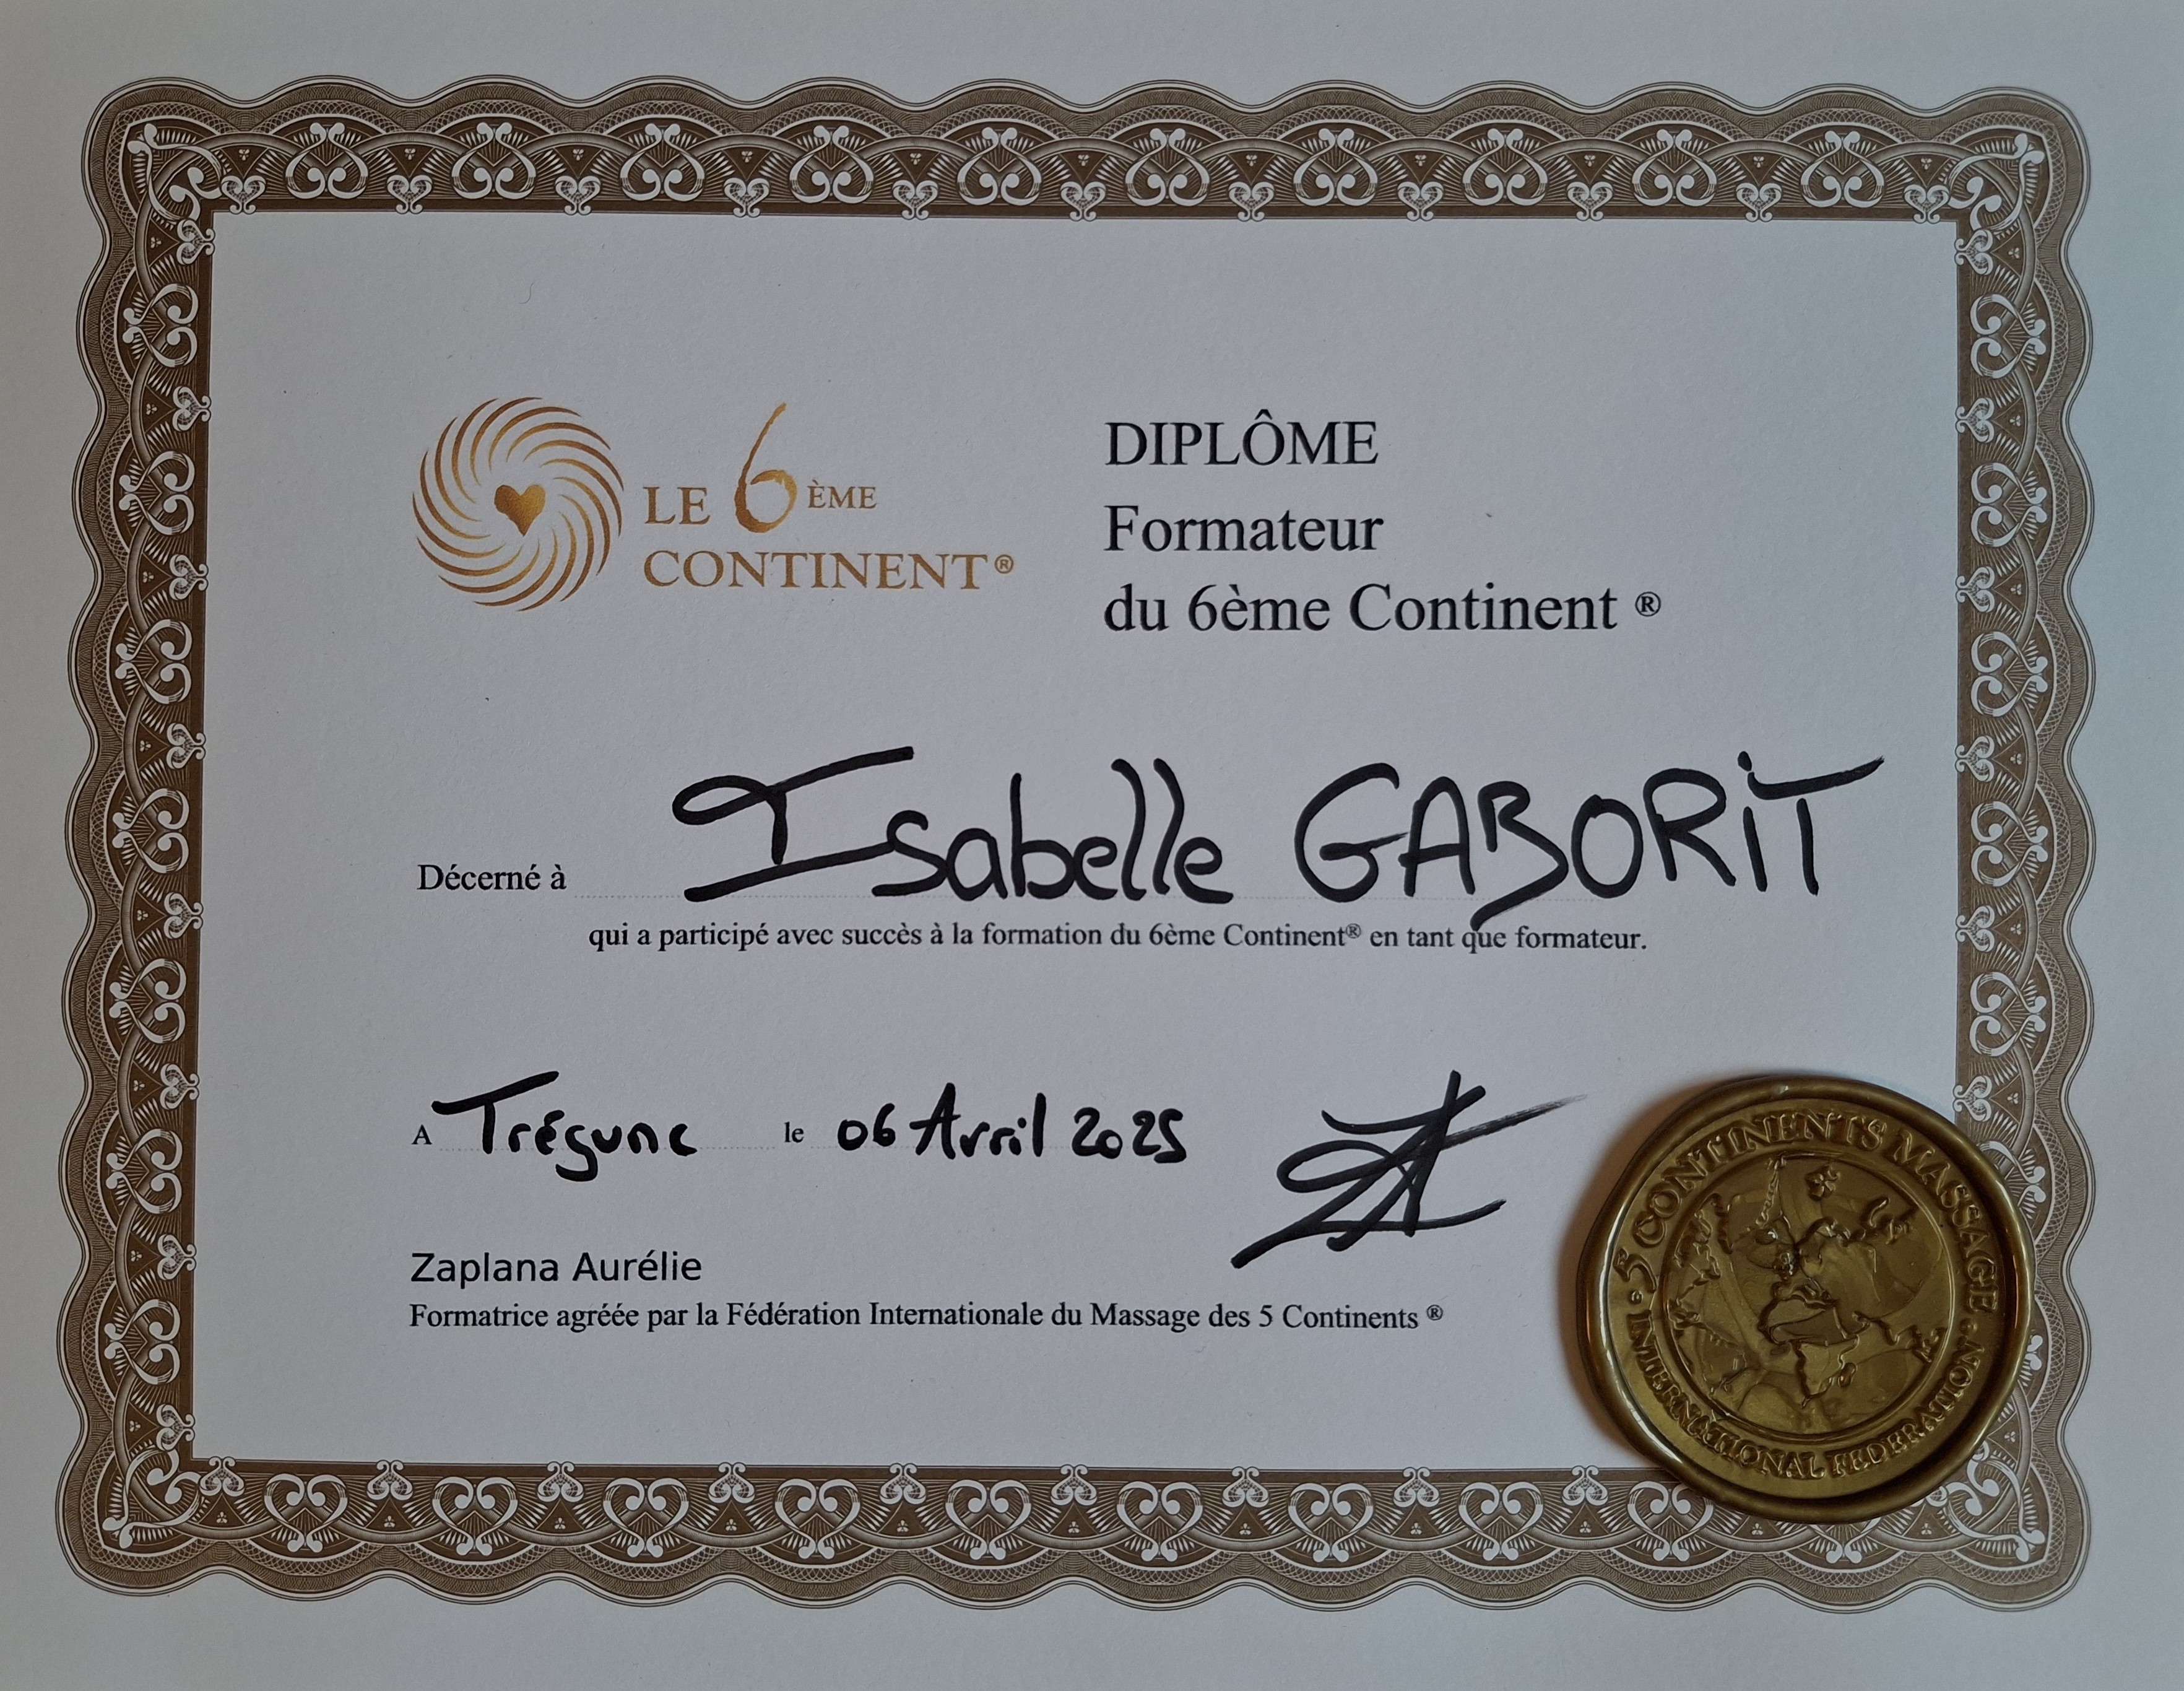 LE 6ÈME
CONTINENT®
DIPLÔME
Formateur
du 6ème Continent ®
Décerné à Isabelle GABORIT
qui a participé avec succès à la formation du 6ème Continent® en tant que formateur.
A Trégunc le 06 Avril 2025
Zaplana Aurélie
Formatrice agréée par la Fédération Internationale du Massage des 5 Continents ®
5 CONTINENTS MASSAGE
INTERNATIONAL FEDERATION